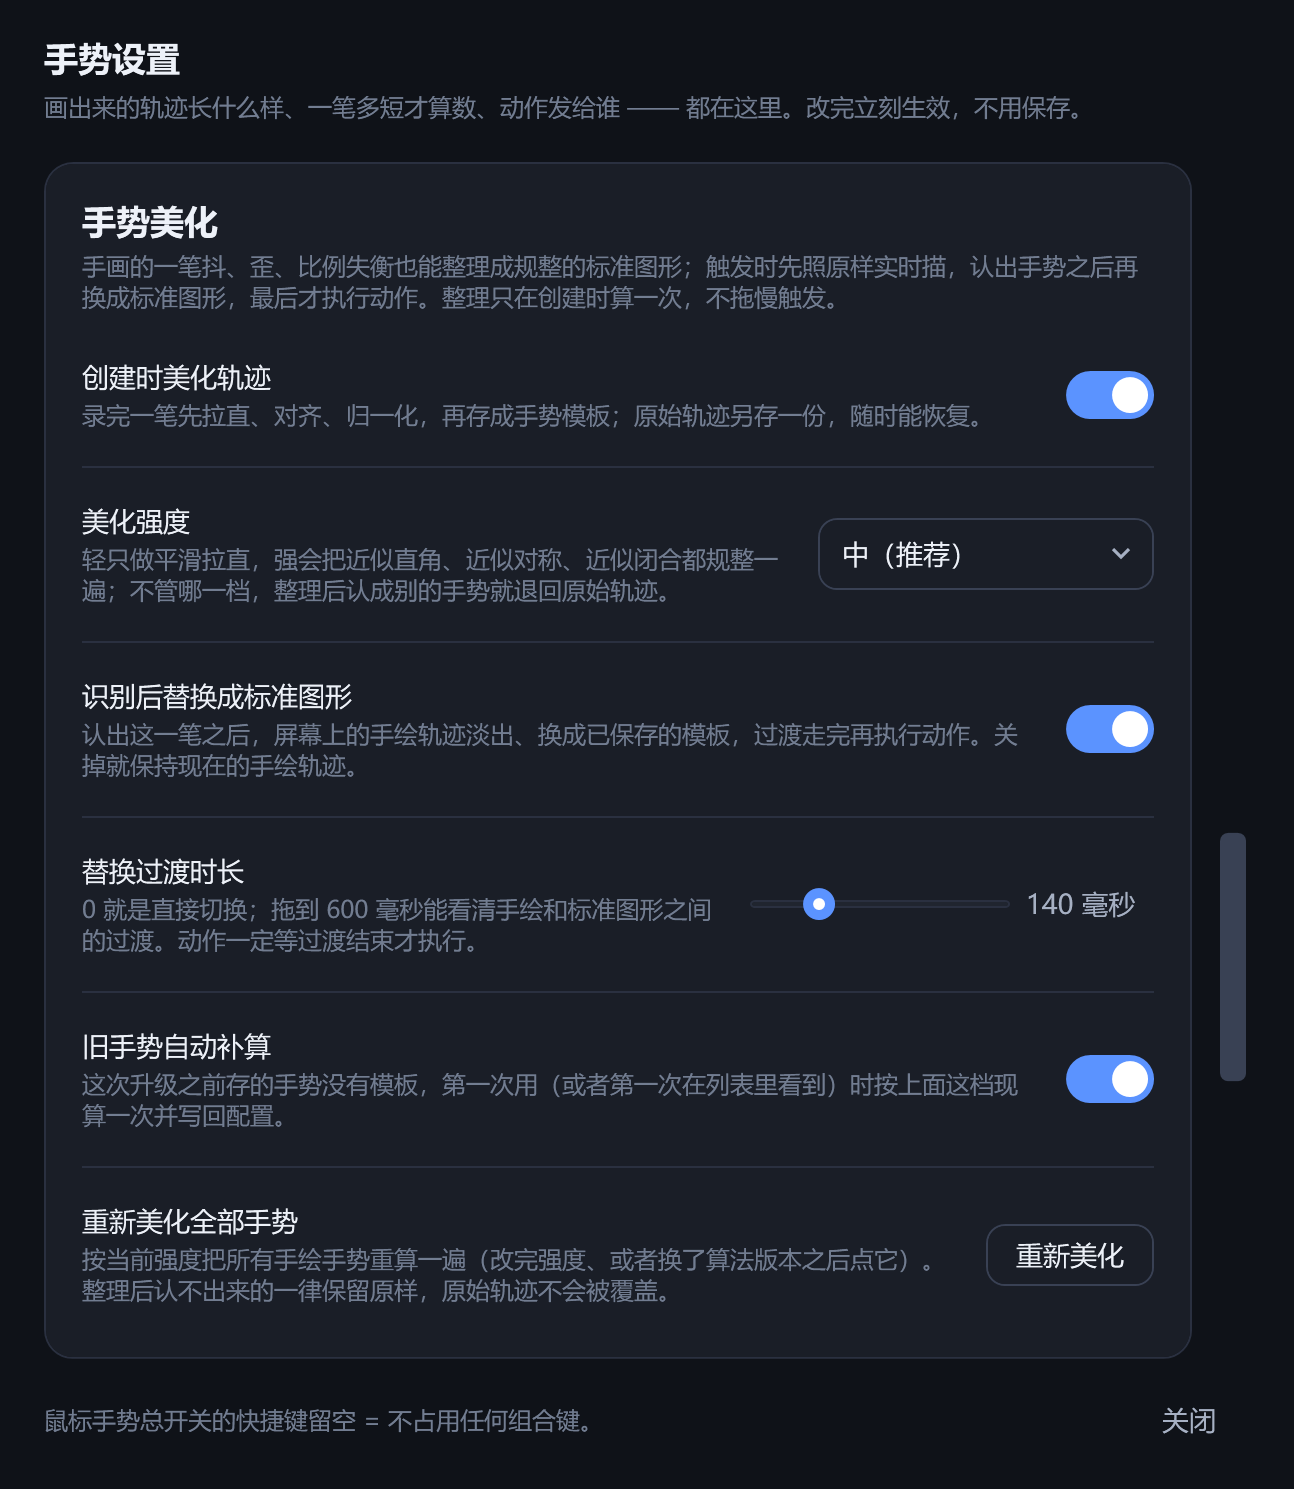 手势设置
画出来的轨迹长什么样、一笔多短才算数、动作发给谁 —— 都在这里。改完立刻生效，不用保存。
手势美化
手画的一笔抖、歪、比例失衡也能整理成规整的标准图形；触发时先照原样实时描，认出手势之后再
换成标准图形，最后才执行动作。整理只在创建时算一次，不拖慢触发。
创建时美化轨迹
录完一笔先拉直、对齐、归一化，再存成手势模板；原始轨迹另存一份，随时能恢复。
美化强度
轻只做平滑拉直，强会把近似直角、近似对称、近似闭合都规整一
遍；不管哪一档，整理后认成别的手势就退回原始轨迹。
中（推荐）
识别后替换成标准图形
认出这一笔之后，屏幕上的手绘轨迹淡出、换成已保存的模板，过渡走完再执行动作。关
掉就保持现在的手绘轨迹。
替换过渡时长
0 就是直接切换；拖到 600 毫秒能看清手绘和标准图形之间
的过渡。动作一定等过渡结束才执行。
140 毫秒
旧手势自动补算
这次升级之前存的手势没有模板，第一次用（或者第一次在列表里看到）时按上面这档现
算一次并写回配置。
重新美化全部手势
按当前强度把所有手绘手势重算一遍（改完强度、或者换了算法版本之后点它）。
整理后认不出来的一律保留原样，原始轨迹不会被覆盖。
重新美化
鼠标手势总开关的快捷键留空 = 不占用任何组合键。
关闭